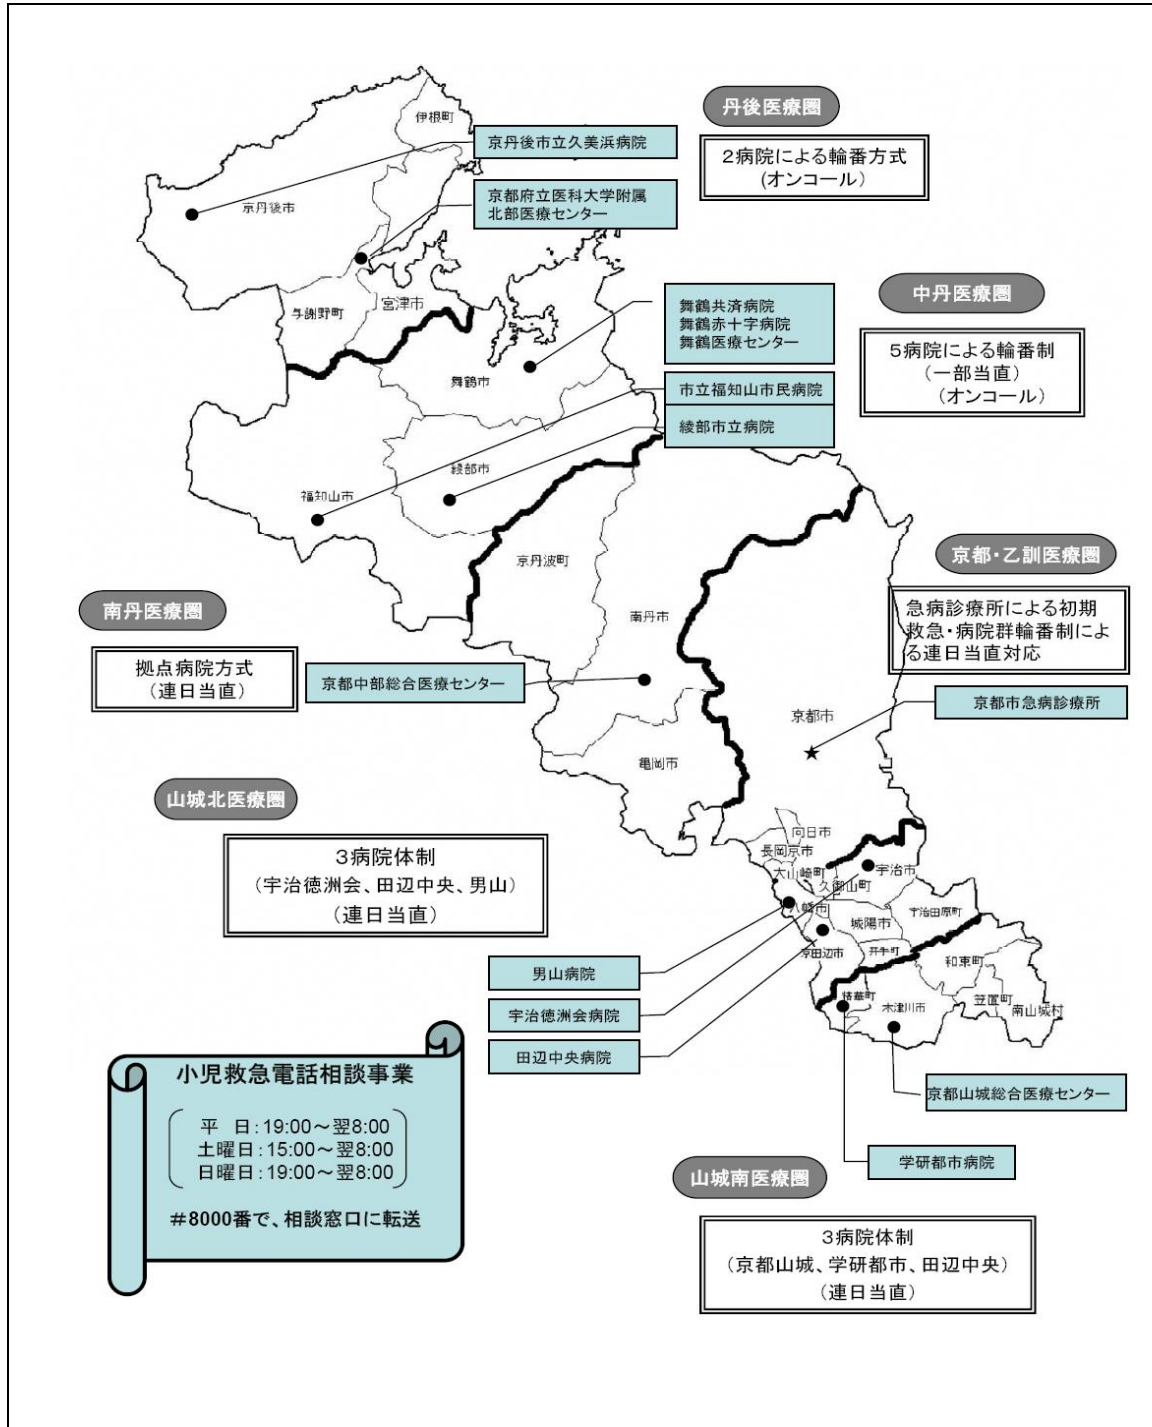 丹後医療圏
2病院による輪番方式
(オンコール)
伊根町
京丹後市立久美浜病院
京都府立医科大学附属
北部医療センター
京丹後市
与謝野町
宮津市
中丹医療圏
5病院による輪番制
(一部当直)
(オンコール)
舞鶴共済病院
舞鶴赤十字病院
舞鶴医療センター
市立福知山市民病院
綾部市立病院
舞鶴市
綾部市
福知山市
京丹波町
南丹市
京都・乙訓医療圏
急病診療所による初期
救急・病院群輪番制によ
る連日当直対応
京都市急病診療所
京都市
★
南丹医療圏
拠点病院方式
(連日当直)
京都中部総合医療センター
亀岡市
山城北医療圏
3病院体制
(宇治徳洲会、田辺中央、男山)
(連日当直)
向日市
長岡京市
大山崎町
久御山町
宇治市
八幡市
城陽市
宇治田原町
京田辺市
井手町
和束町
精華町
木津川市
笠置町
南山城村
男山病院
宇治徳洲会病院
田辺中央病院
京都山城総合医療センター
学研都市病院
小児救急電話相談事業
平 日:19:00~翌8:00
土曜日:15:00~翌8:00
日曜日:19:00~翌8:00
#8000番で、相談窓口に転送
山城南医療圏
3病院体制
(京都山城、学研都市、田辺中央)
(連日当直)